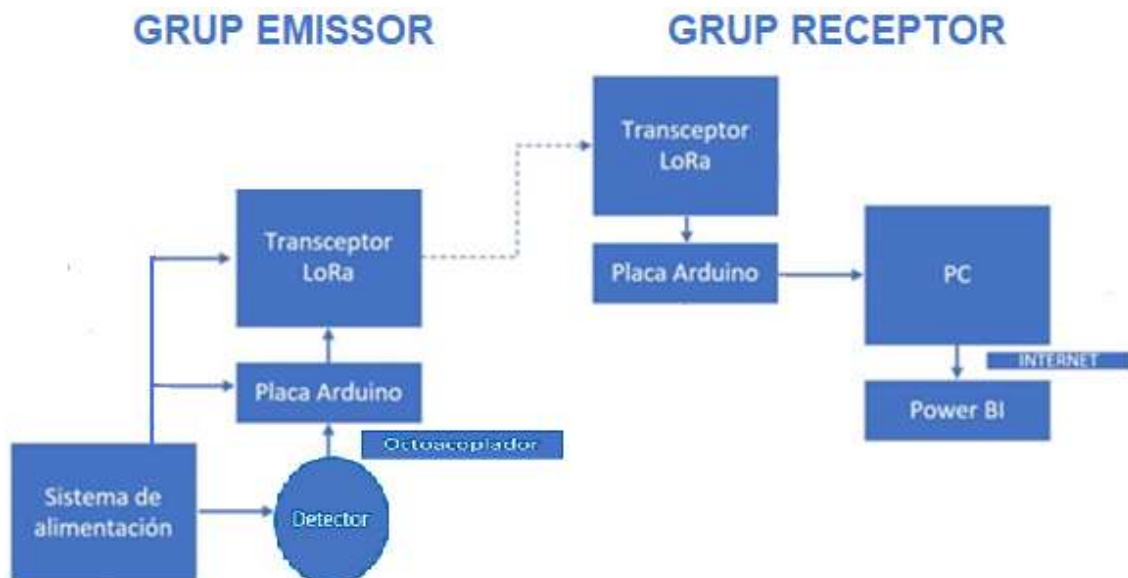 GRUP EMISSOR
GRUP RECEPTOR
Transceptor
LoRa
Placa Arduino
Octoacoplador
Sistema de
alimentación
Detector
Transceptor
LoRa
Placa Arduino
PC
INTERNET
Power BI